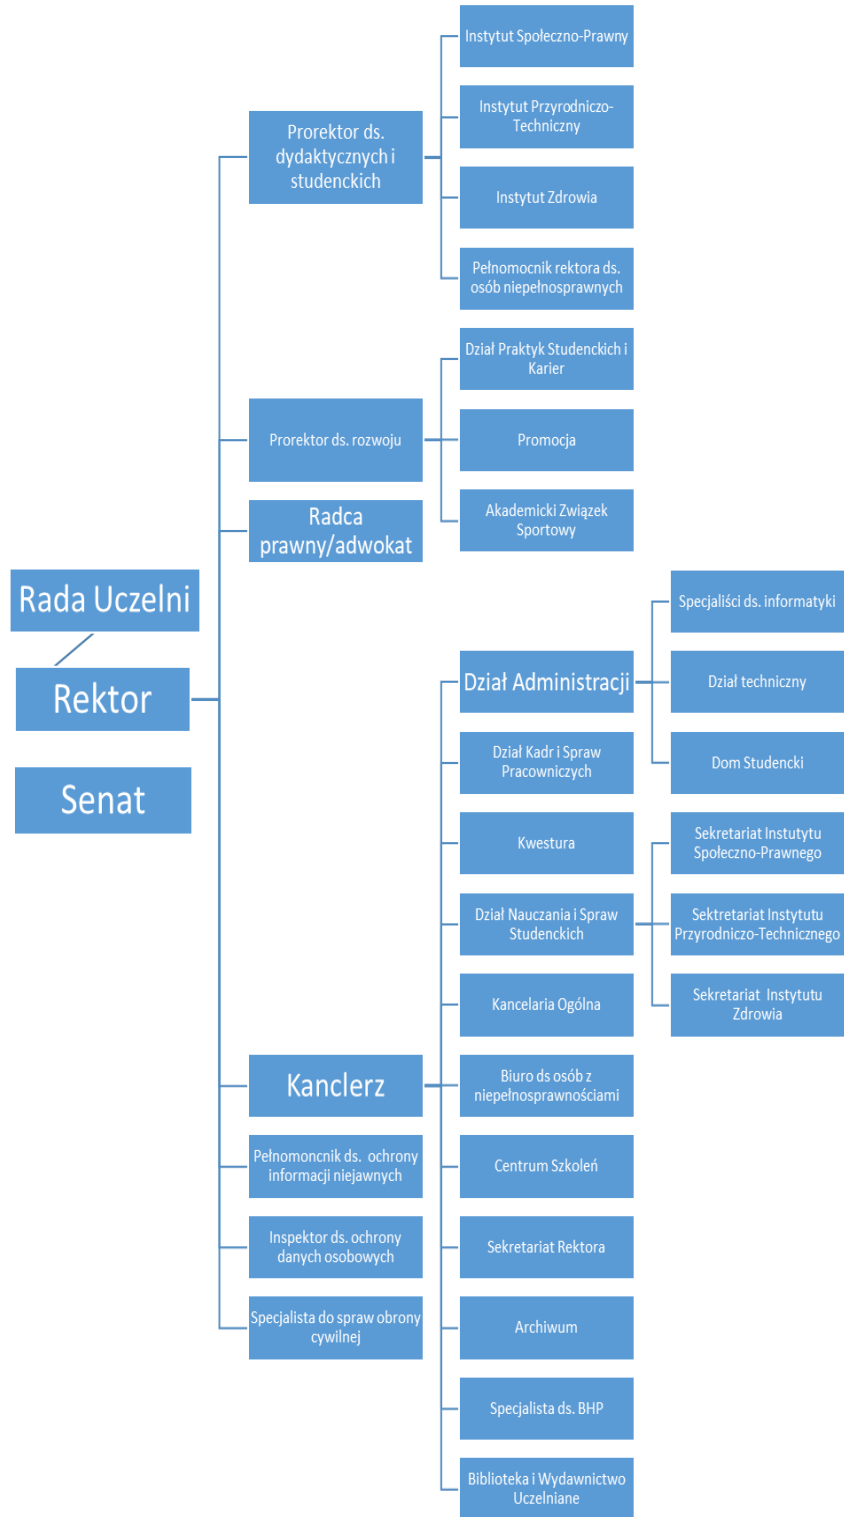 Instytut Społeczno-Prawny
Instytut Przyrodniczo-
Techniczny
Prorektor ds.
dydaktycznych i
studenckich
Instytut Zdrowia
Pełnomocnik rektora ds.
osób niepełnosprawnych
Dział Praktyk Studenckich i
Karier
Prorektor ds. rozwoju
Promocja
Radca
prawny/adwokat
Akademicki Związek
Sportowy
Rada Uczelni
Rektor
Senat
Dział Administracji
Specjaliści ds. informatyki
Dział techniczny
Dom Studencki
Dział Kadr i Spraw
Pracowniczych
Kwestura
Dział Nauczania i Spraw
Studenckich
Sekretariat Instutytu
Społeczno-Prawnego
Sektretariat Instytutu
Przyrodniczo-Technicznego
Sekretariat Instytutu
Zdrowia
Kancelaria Ogólna
Kanclerz
Biuro ds osób z
niepełnosprawnościami
Pełnomoncnik ds. ochrony
informacji niejawnych
Centrum Szkoleń
Inspektor ds. ochrony
danych osobowych
Sekretariat Rektora
Specjalista do spraw obrony
cywilnej
Archiwum
Specjalista ds. BHP
Biblioteka i Wydawnictwo
Uczelniane